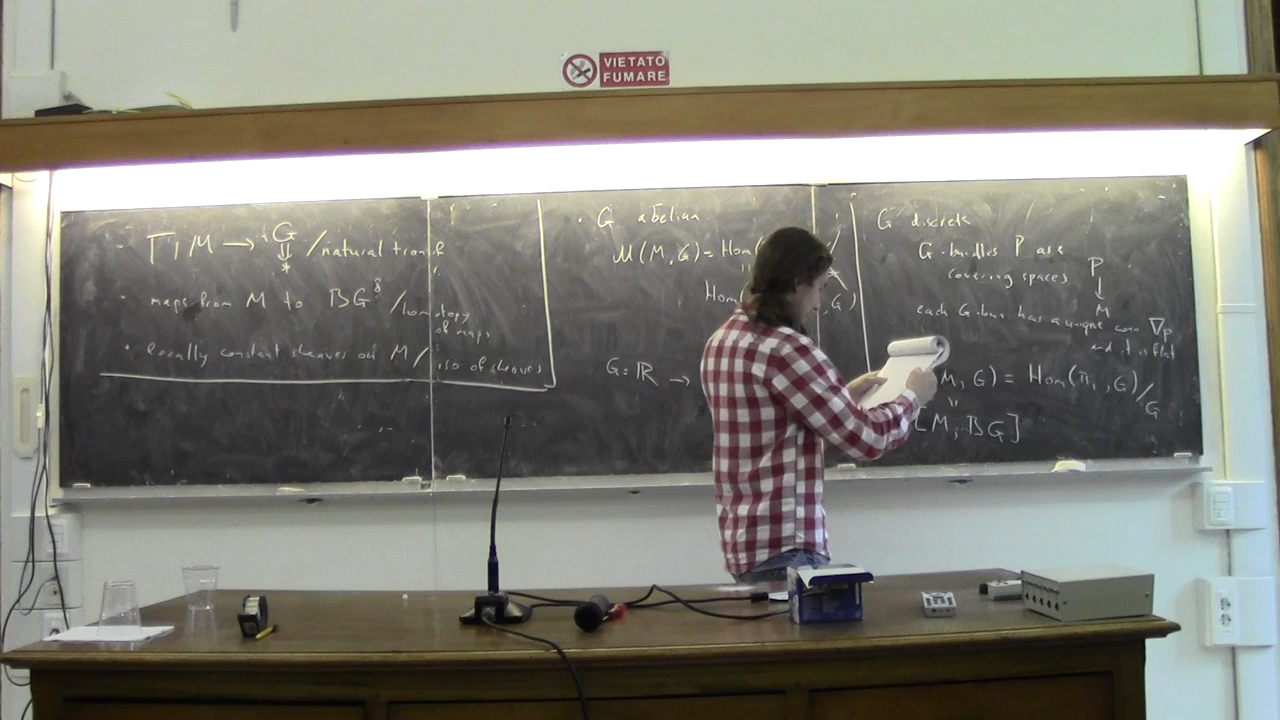 VIETATO
FUMARE
Π₁M → G ⇊ * /natural transf
• maps from M to BG^δ /homotopy of maps
• locally constant sheaves on M / iso of sheaves
• G abelian
M(M, G) = Hom(
"
Hom( , G)
G = ℝ →
G discrete
G-bundles P are
covering spaces
P
↓
M
each G-bun has a unique conn ∇_P
and it is flat
M, G) = Hom(π₁ , G)/G
"
[M, BG]